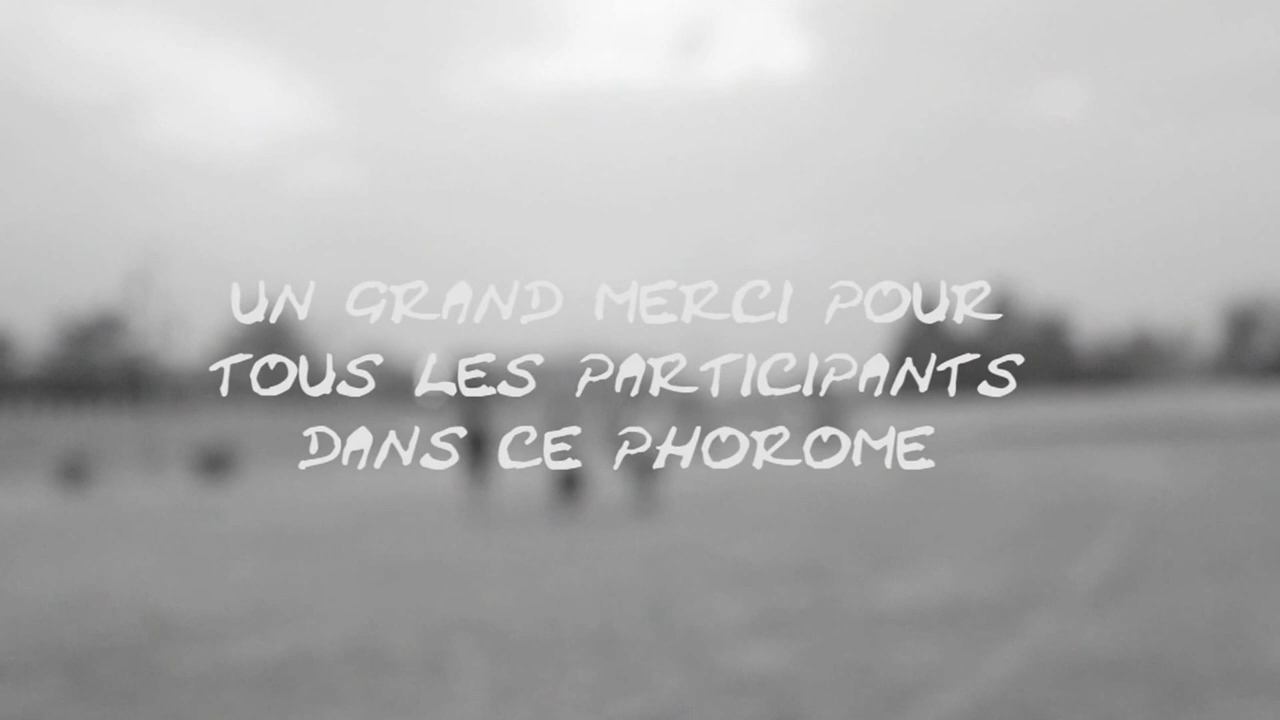 UN GRAND MERCI POUR
TOUS LES PARTICIPANTS
DANS CE PHOROME